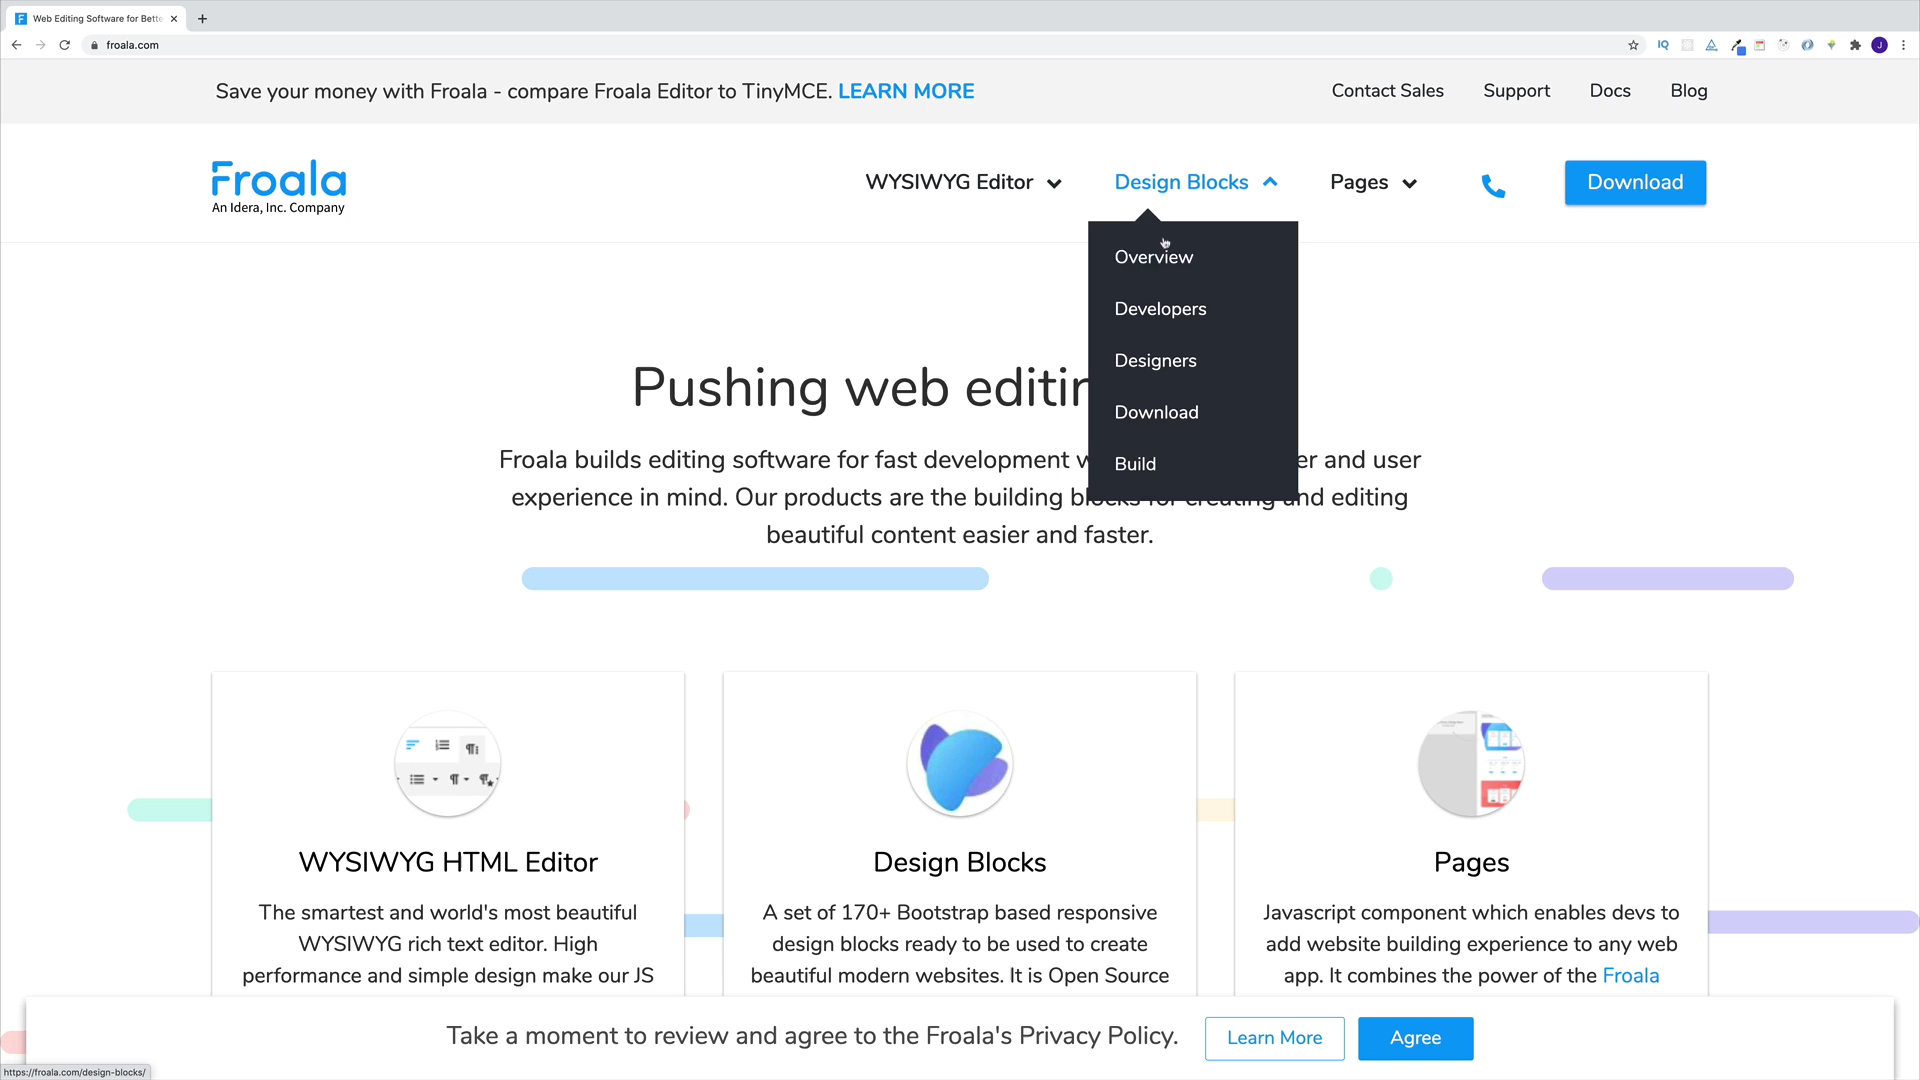 Web Editing Software for Bette
froala.com
Save your money with Froala - compare Froala Editor to TinyMCE. LEARN MORE
Contact Sales
Support
Docs
Blog
Froala
An Idera, Inc. Company
WYSIWYG Editor
Design Blocks
Pages
Download
Overview
Developers
Designers
Download
Build
Pushing web editin
Froala builds editing software for fast development w er and user
experience in mind. Our products are the building blocks for creating and editing
beautiful content easier and faster.
WYSIWYG HTML Editor
The smartest and world's most beautiful
WYSIWYG rich text editor. High
performance and simple design make our JS
Design Blocks
A set of 170+ Bootstrap based responsive
design blocks ready to be used to create
beautiful modern websites. It is Open Source
Pages
Javascript component which enables devs to
add website building experience to any web
app. It combines the power of the Froala
Take a moment to review and agree to the Froala's Privacy Policy.
Learn More
Agree
https://froala.com/design-blocks/